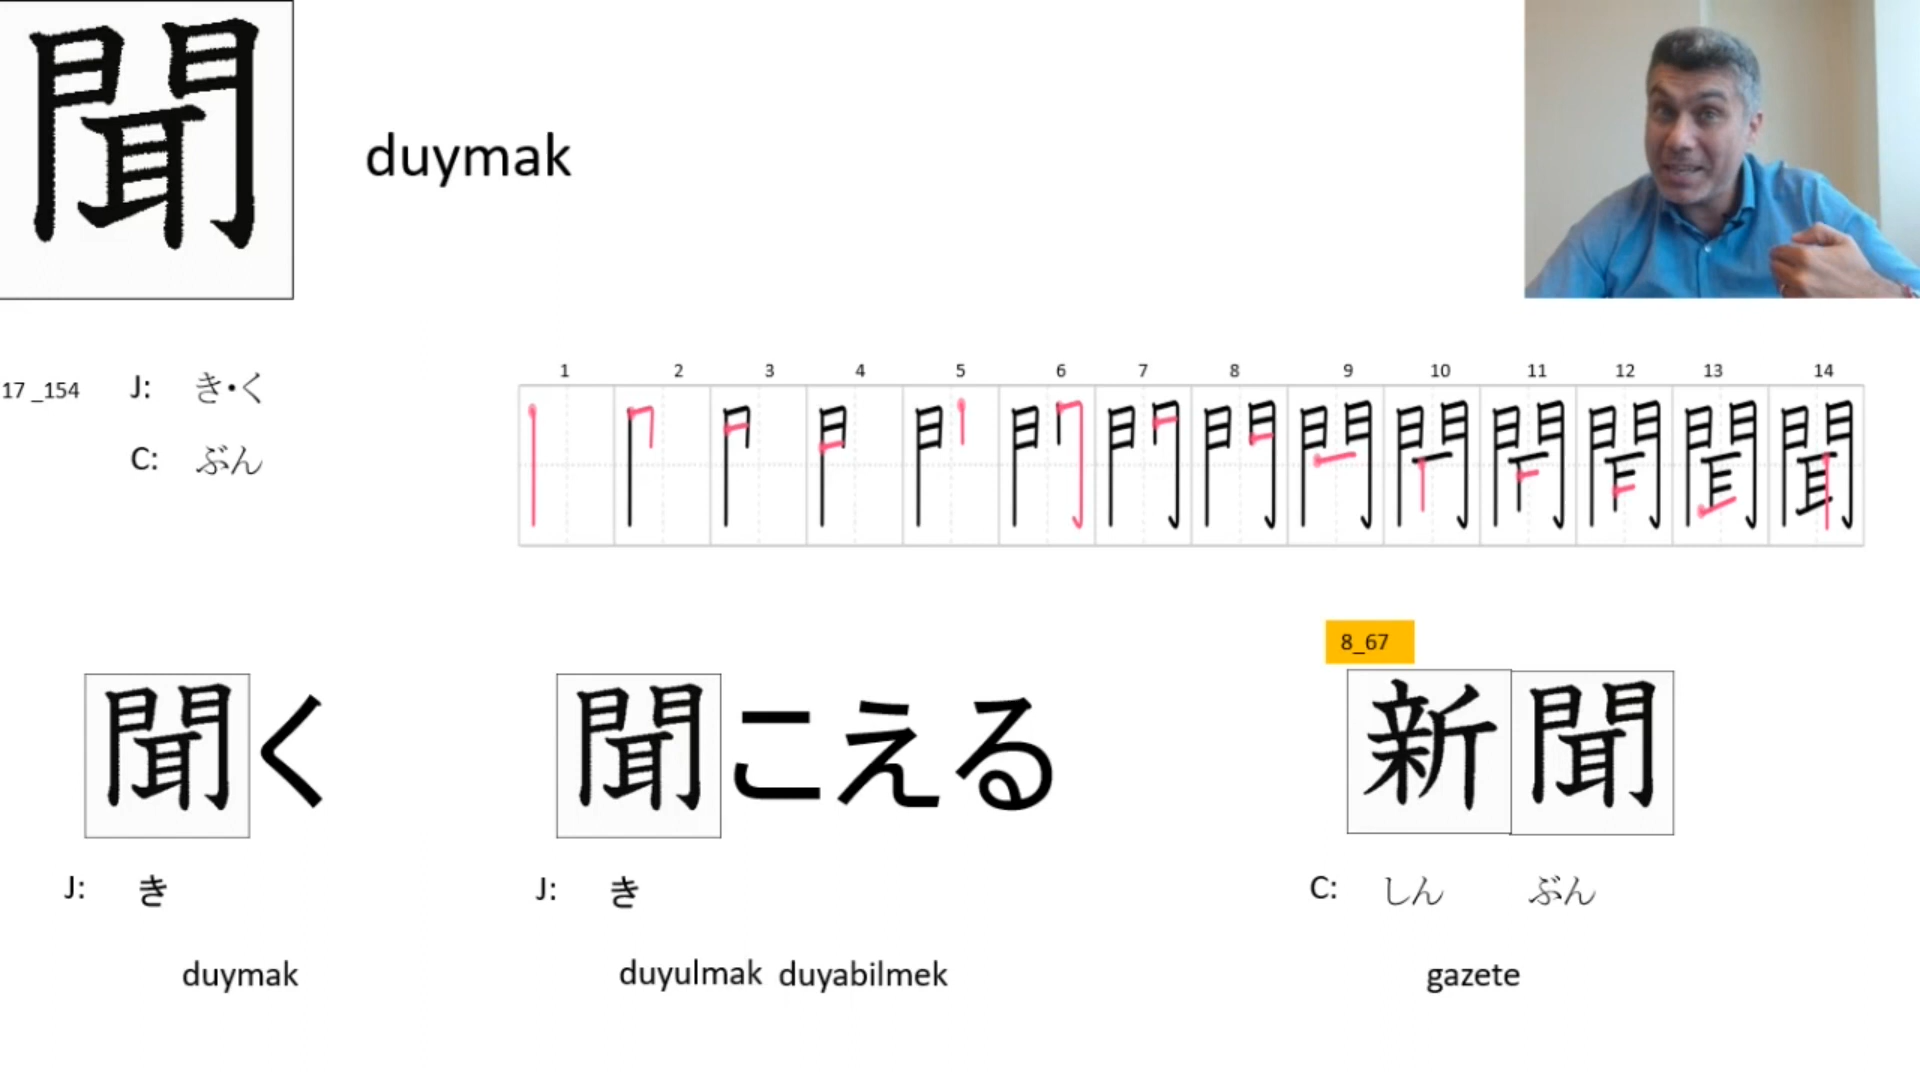 聞
duymak
17 _154 J: き・く
C: ぶん
1 2 3 4 5 6 7 8 9 10 11 12 13 14
8_67
聞く 聞こえる 新聞
J: き J: き C: しん ぶん
duymak duyulmak duyabilmek gazete